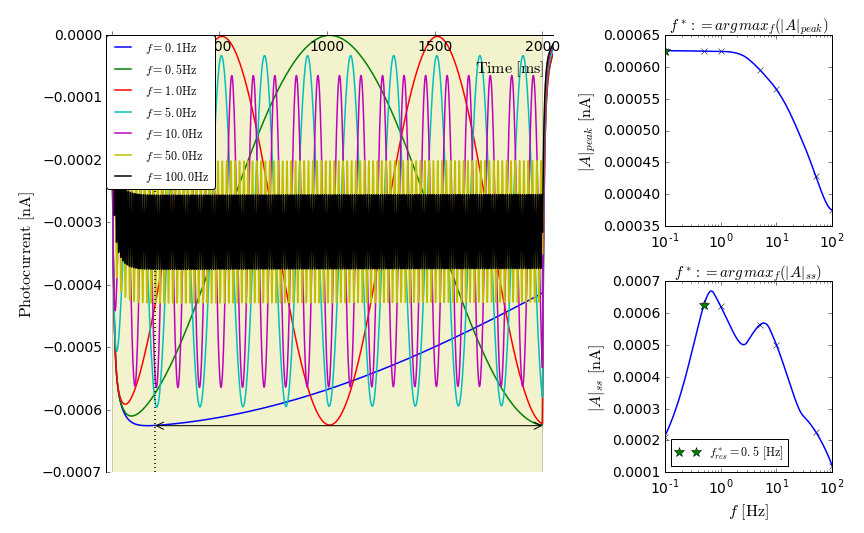 0.0000
−0.0001
−0.0002
−0.0003
−0.0004
−0.0005
−0.0006
−0.0007
Photocurrent [nA]
1000
1500
2000
Time [ms]
f = 0.1Hz
f = 0.5Hz
f = 1.0Hz
f = 5.0Hz
f = 10.0Hz
f = 50.0Hz
f = 100.0Hz
f* := argmax_f(|A|_peak)
0.00065
0.00060
0.00055
0.00050
0.00045
0.00040
0.00035
|A|_peak [nA]
10^-1 10^0 10^1 10^2
f* := argmax_f(|A|_ss)
0.0007
0.0006
0.0005
0.0004
0.0003
0.0002
0.0001
|A|_ss [nA]
f*_res = 0.5 [Hz]
10^-1 10^0 10^1 10^2
f [Hz]